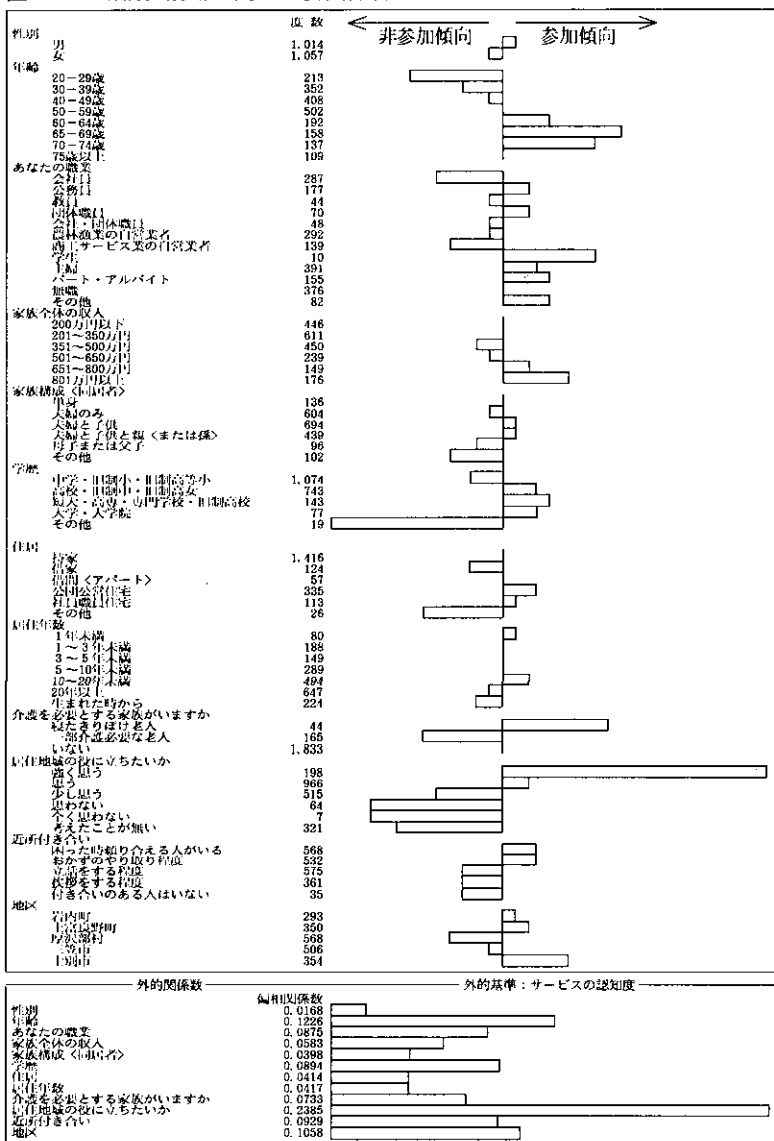 度数
非参加傾向 参加傾向
性別
男 1,014
女 1,057
年齢
20－29歳 213
30－39歳 352
40－49歳 408
50－59歳 502
60－64歳 192
65－69歳 158
70－74歳 137
75歳以上 109
あなたの職業
会社員 287
公務員 177
教員 44
団体職員 70
会社・団体職員 48
農林漁業の自営業者 292
商工サービス業の自営業者 139
学生 10
主婦 391
パート・アルバイト 155
無職 376
その他 82
家族全体の収入
200万円以下 446
201～350万円 611
351～500万円 450
501～650万円 239
651～800万円 149
801万円以上 176
家族構成〈同居者〉
単身 136
夫婦のみ 604
夫婦と子供 694
夫婦と子供と親〈または孫〉 439
母子または父子 96
その他 102
学歴
中学・旧制小・旧制高等小 1,074
高校・旧制中・旧制高女 743
短大・高専・専門学校・旧制高校 143
大学・大学院 77
その他 19
住居
持家 1,416
借家 124
借間〈アパート〉 57
公団公営住宅 335
社員職員住宅 113
その他 26
居住年数
1年未満 80
1～3年未満 188
3～5年未満 149
5～10年未満 289
10～20年未満 494
20年以上 647
生まれた時から 224
介護を必要とする家族がいますか
寝たきりぼけ老人 44
一部介護必要な老人 165
いない 1,833
居住地域の役に立ちたいか
強く思う 198
思う 966
少し思う 515
思わない 64
全く思わない 7
考えたことが無い 321
近所付き合い
困った時頼り合える人がいる 568
おかずのやり取り程度 532
立話をする程度 575
挨拶をする程度 361
付き合いのある人はいない 35
地区
岩内町 293
上富良野町 350
厚沢部村 568
三笠市 506
士別市 354
外的関係数 外的基準：サービスの認知度
偏相関係数
性別 0.0168
年齢 0.1226
あなたの職業 0.0875
家族全体の収入 0.0583
家族構成〈同居者〉 0.0398
学歴 0.0894
住居 0.0414
居住年数 0.0417
介護を必要とする家族がいますか 0.0733
居住地域の役に立ちたいか 0.2385
近所付き合い 0.0929
地区 0.1058